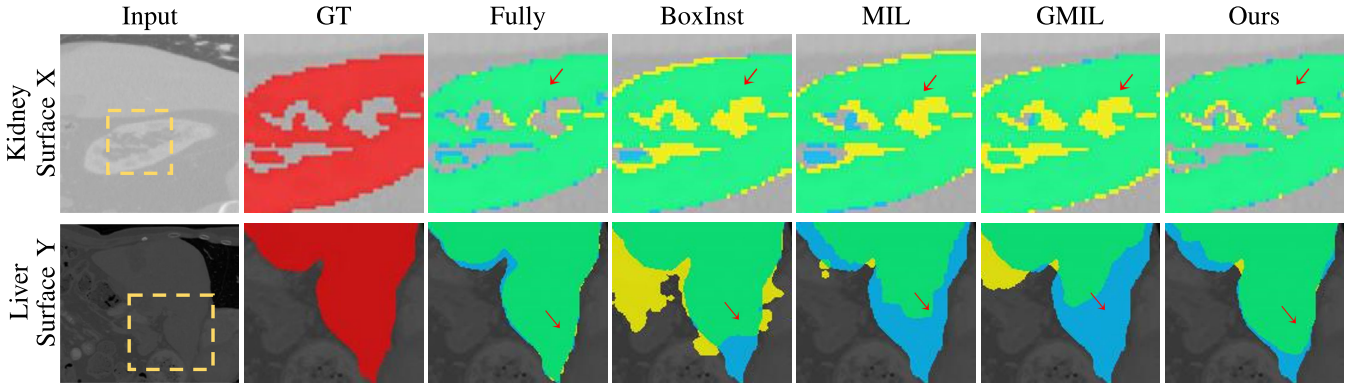 Input GT Fully BoxInst MIL GMIL Ours
Kidney
Surface X
Liver
Surface Y